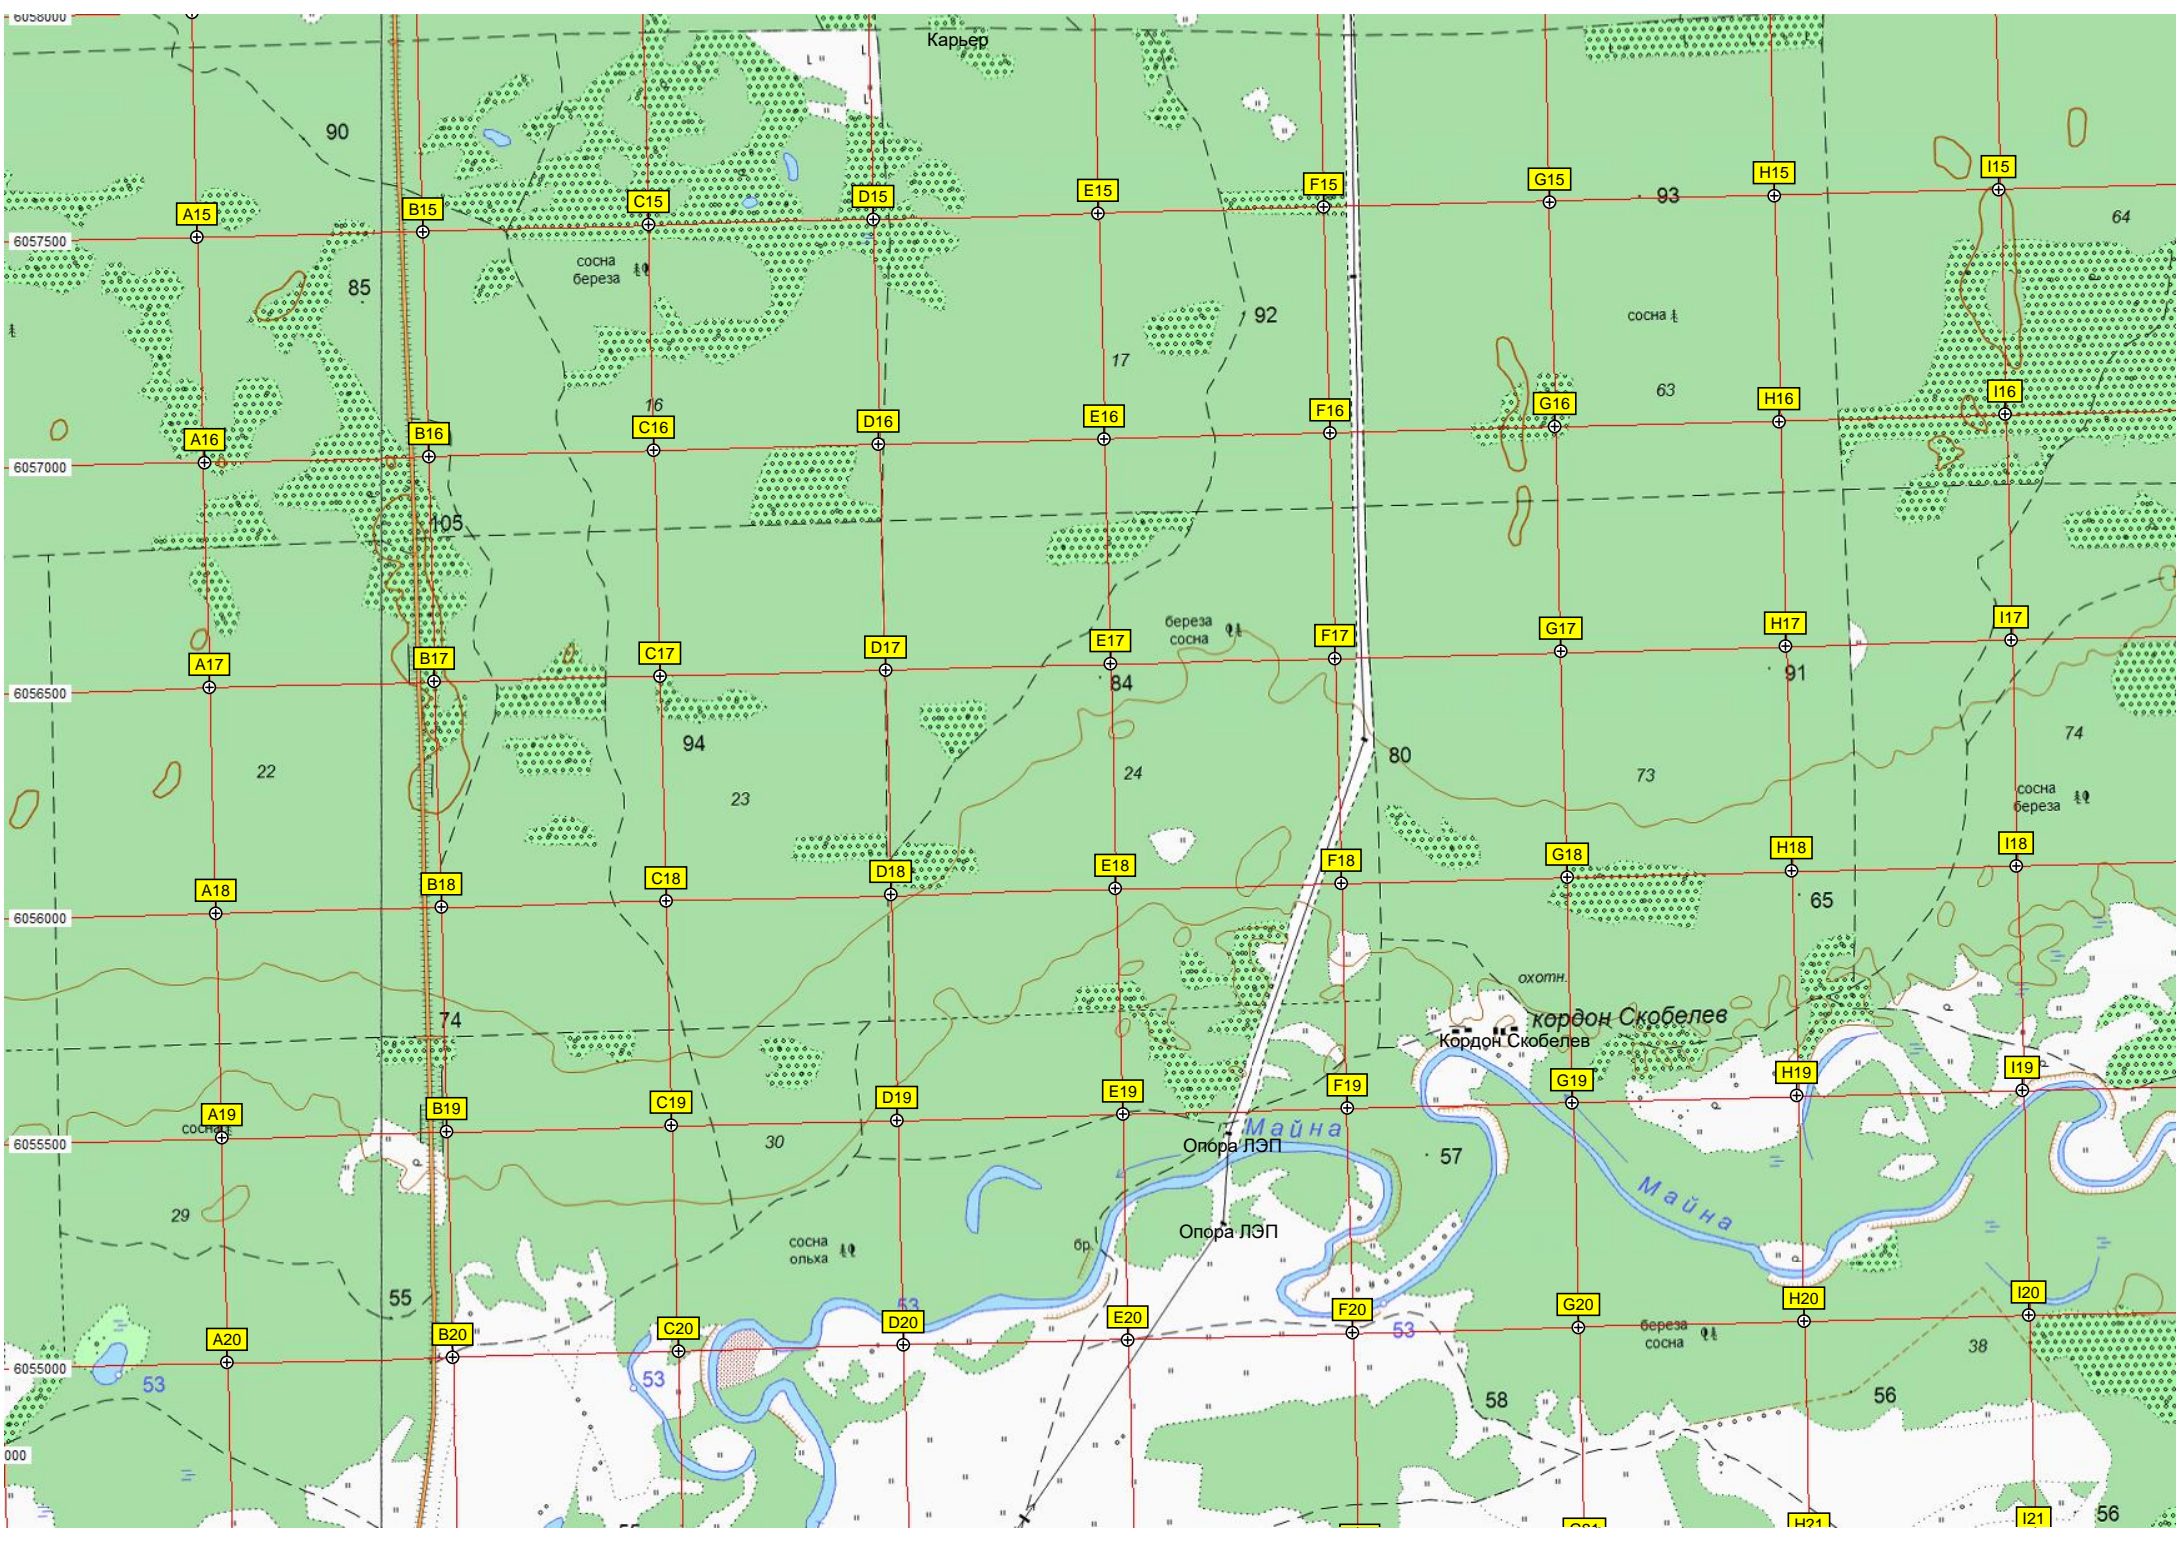 6058000
Карьер
90
A15
B15
C15
D15
E15
F15
G15
93
H15
I15
64
6057500
сосна
береза
85
92
сосна
17
63
16
A16
B16
C16
D16
E16
F16
G16
H16
I16
6057000
105
береза
сосна
A17
B17
C17
D17
E17
F17
G17
H17
I17
6056500
84
91
94
80
74
22
23
24
73
сосна
береза
A18
B18
C18
D18
E18
F18
G18
H18
I18
6056000
65
охотн.
74
кордон Скобелев
Кордон Скобелев
A19
B19
C19
D19
E19
F19
G19
H19
I19
сосна
6055500
30
Майна
Опора ЛЭП
57
Майна
29
Опора ЛЭП
сосна
ольха
бр.
55
53
A20
B20
C20
D20
E20
F20
G20
H20
I20
53
береза
сосна
38
6055000
53
53
58
56
000
H21
I21
56